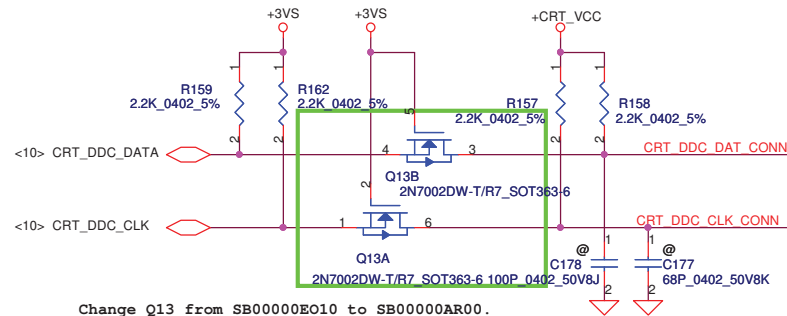 +3VS
+3VS
+CRT_VCC
1
1
1
1
R159
2.2K_0402_5%
R162
2.2K_0402_5%
R157
2.2K_0402_5%
R158
2.2K_0402_5%
5
2
2
2
2
<10> CRT_DDC_DATA
4
3
CRT_DDC_DAT_CONN
Q13B
2N7002DW-T/R7_SOT363-6
2
<10> CRT_DDC_CLK
1
6
CRT_DDC_CLK_CONN
Q13A
2N7002DW-T/R7_SOT363-6
@
1
C178
100P_0402_50V8J
2
@
1
C177
68P_0402_50V8K
2
Change Q13 from SB00000EO10 to SB00000AR00.